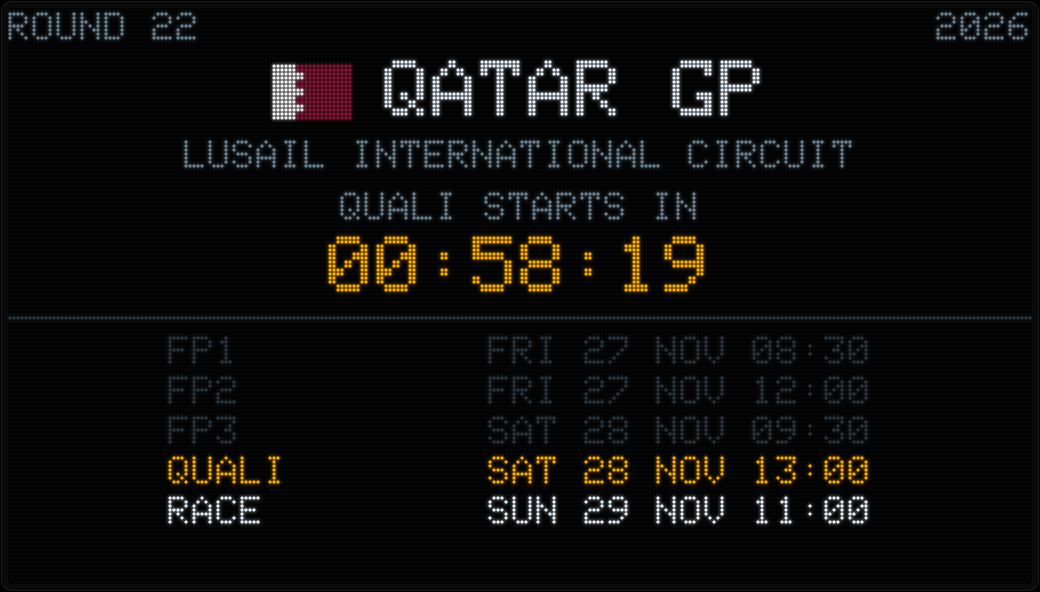 ROUND 22 2026
QATAR GP
LUSAIL INTERNATIONAL CIRCUIT
QUALI STARTS IN
00:58:19
FP1 FRI 27 NOV 08:30
FP2 FRI 27 NOV 12:00
FP3 SAT 28 NOV 09:30
QUALI SAT 28 NOV 13:00
RACE SUN 29 NOV 11:00